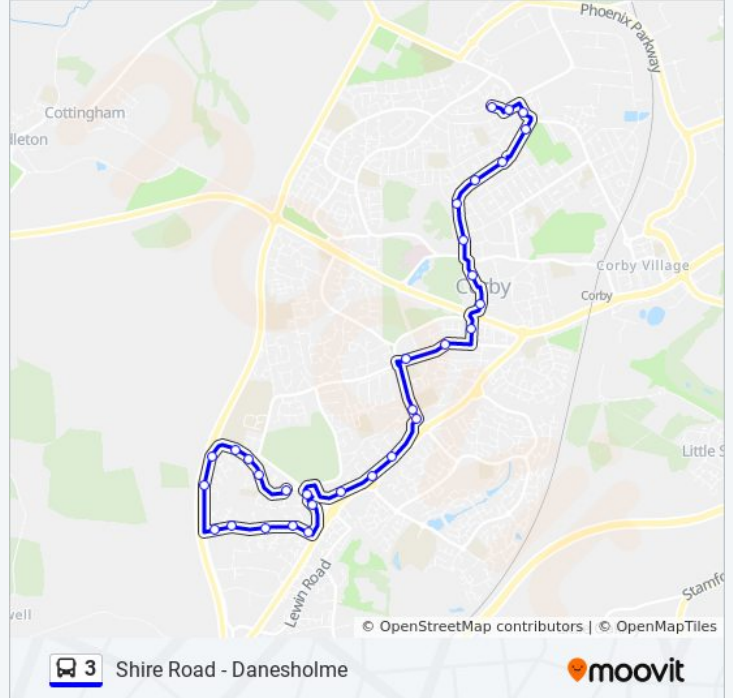 Phoenix Parkway
Cottingham
dleton
Corby Village
Corby
Corby
Little S
Lewin Road
Stamfo
well
© OpenStreetMap contributors | © OpenMapTiles
3 Shire Road - Danesholme
moovit